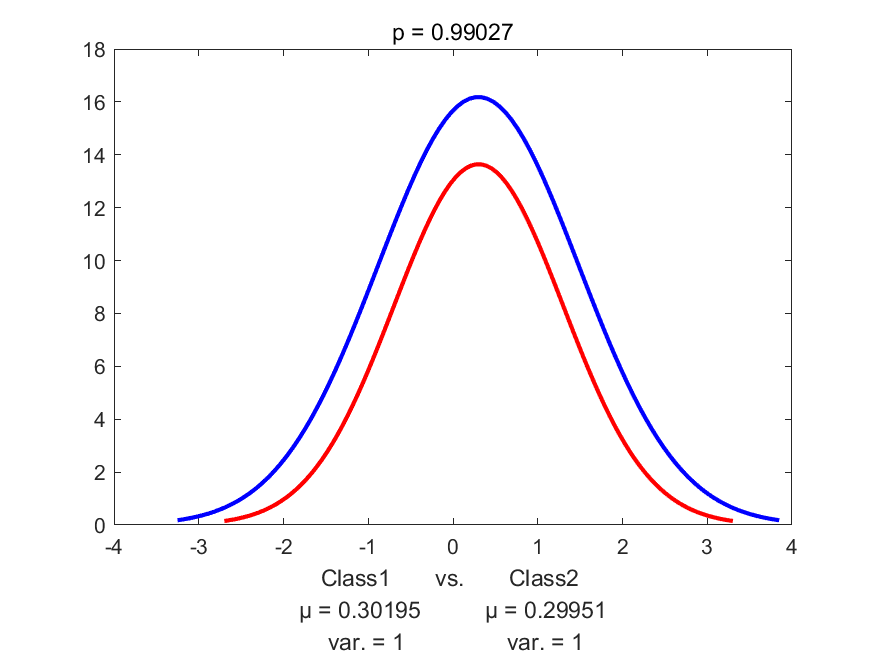 p = 0.99027
18
16
14
12
10
8
6
4
2
0
-4 -3 -2 -1 0 1 2 3 4
Class1 vs. Class2
μ = 0.30195 μ = 0.29951
var. = 1 var. = 1